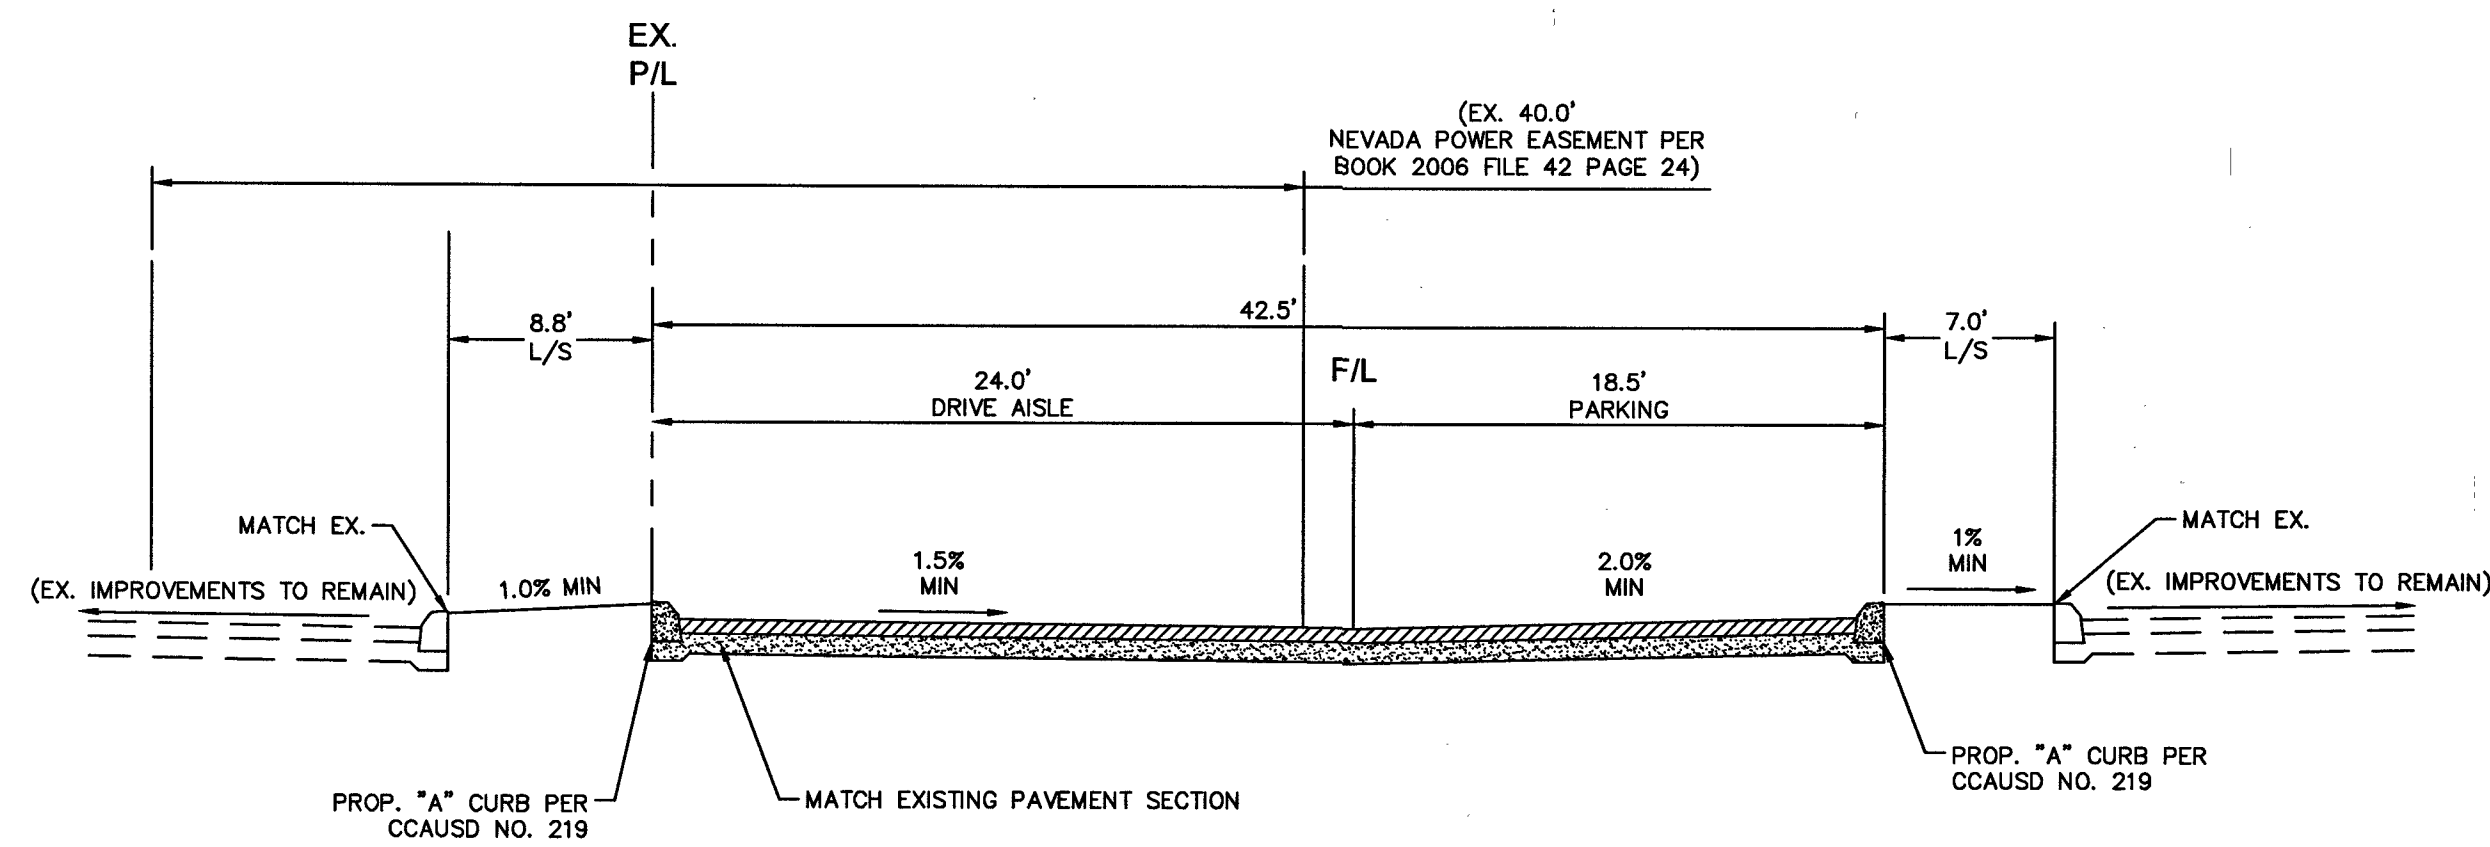 EX.
P/L
(EX. 40.0'
NEVADA POWER EASEMENT PER
BOOK 2006 FILE 42 PAGE 24)
8.8'
L/S
42.5'
7.0'
L/S
24.0'
DRIVE AISLE
F/L
18.5'
PARKING
MATCH EX.
MATCH EX.
(EX. IMPROVEMENTS TO REMAIN)
1.0% MIN
1.5%
MIN
2.0%
MIN
1%
MIN
(EX. IMPROVEMENTS TO REMAIN)
PROP. "A" CURB PER
CCAUSD NO. 219
MATCH EXISTING PAVEMENT SECTION
PROP. "A" CURB PER
CCAUSD NO. 219